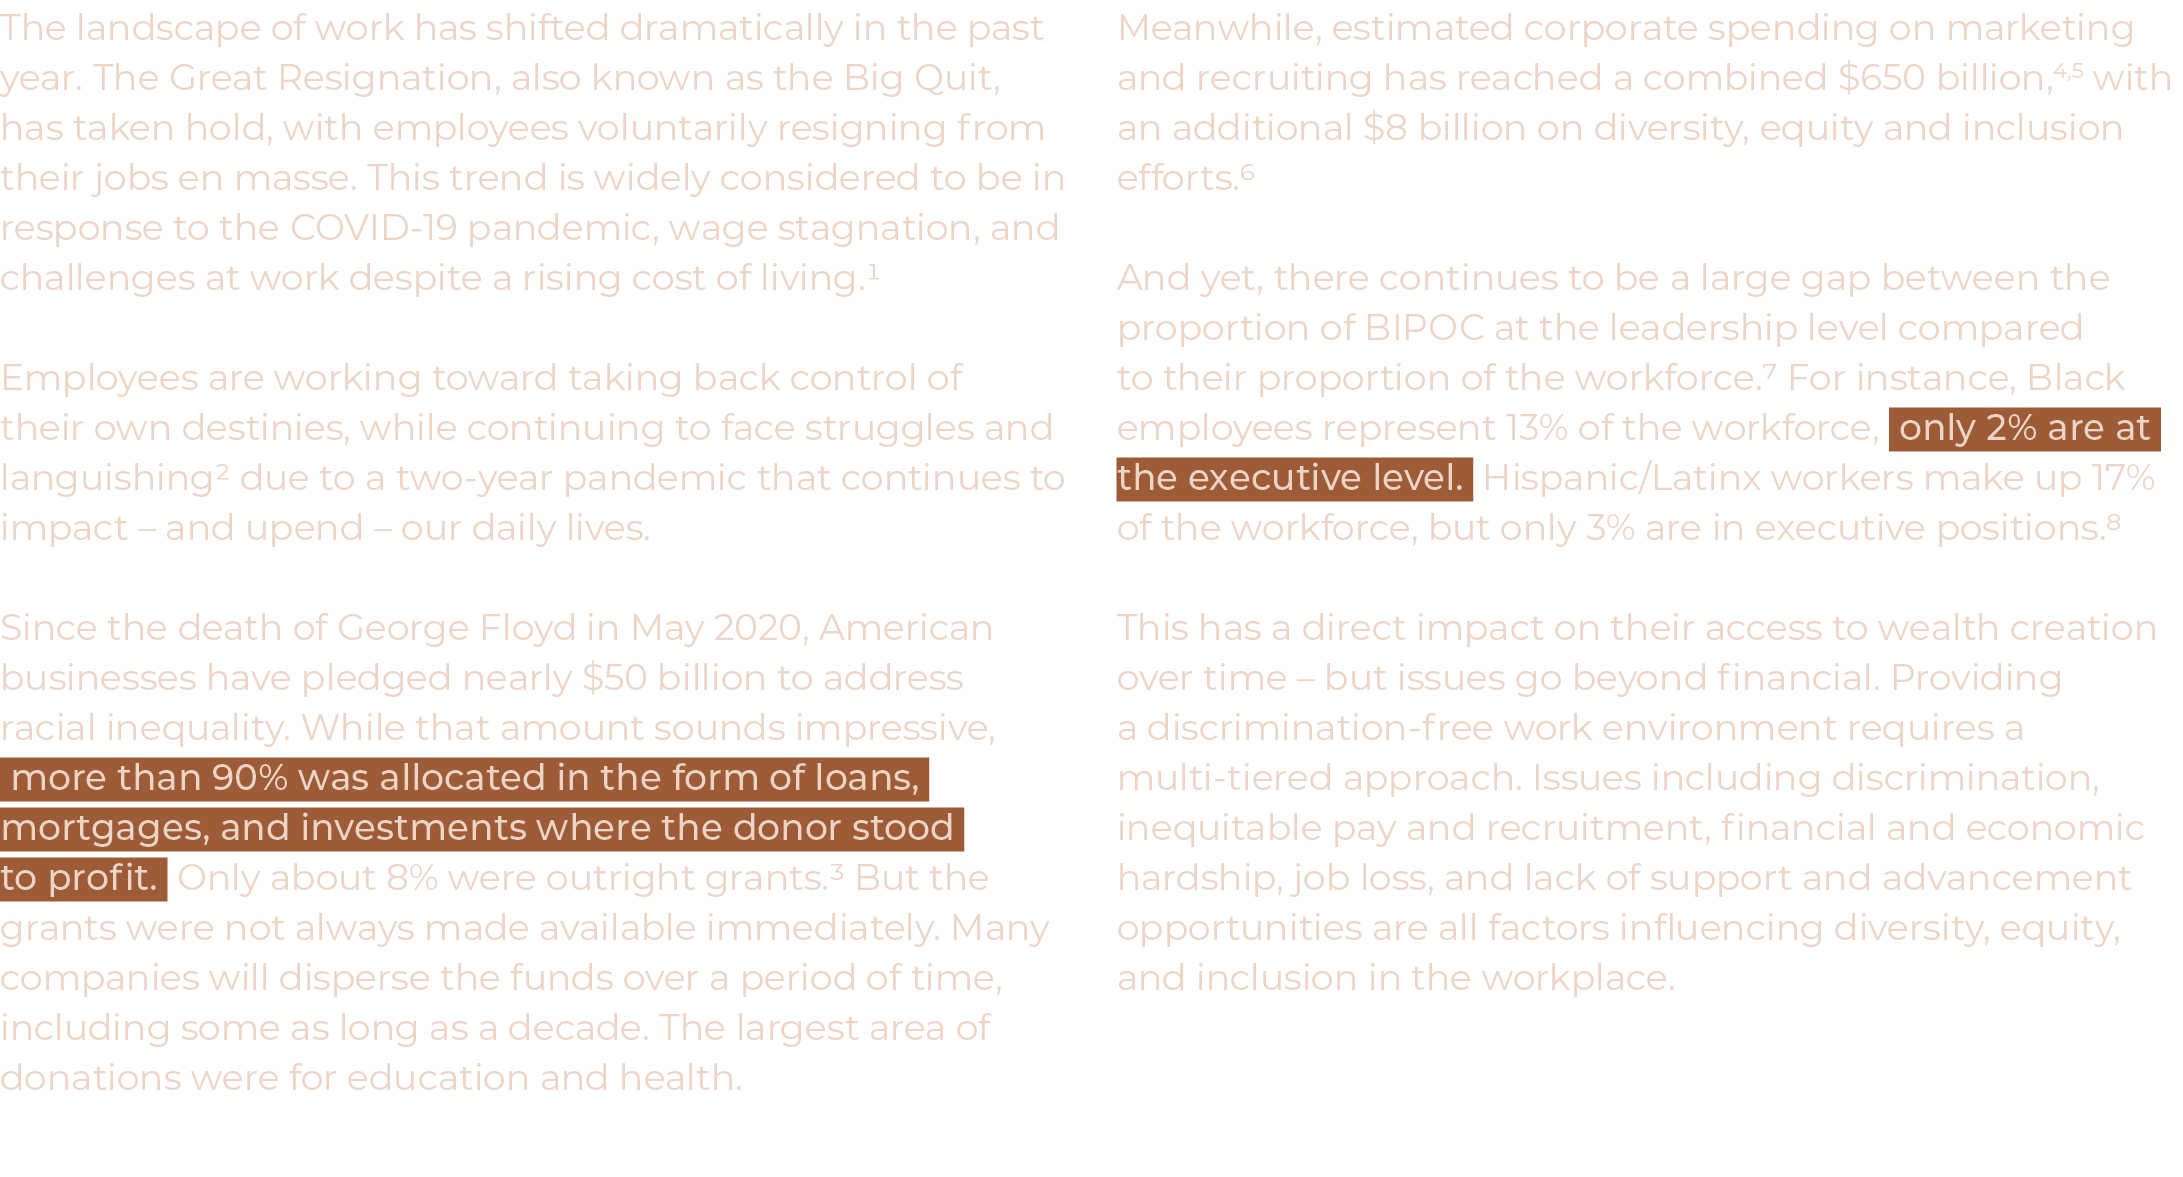 The landscape of work has shifted dramatically in the past
year. The Great Resignation, also known as the Big Quit,
has taken hold, with employees voluntarily resigning from
their jobs en masse. This trend is widely considered to be in
response to the COVID-19 pandemic, wage stagnation, and
challenges at work despite a rising cost of living.¹
Employees are working toward taking back control of
their own destinies, while continuing to face struggles and
languishing² due to a two-year pandemic that continues to
impact – and upend – our daily lives.
Since the death of George Floyd in May 2020, American
businesses have pledged nearly $50 billion to address
racial inequality. While that amount sounds impressive,
more than 90% was allocated in the form of loans,
mortgages, and investments where the donor stood
to profit. Only about 8% were outright grants.³ But the
grants were not always made available immediately. Many
companies will disperse the funds over a period of time,
including some as long as a decade. The largest area of
donations were for education and health.
Meanwhile, estimated corporate spending on marketing
and recruiting has reached a combined $650 billion,⁴,⁵ with
an additional $8 billion on diversity, equity and inclusion
efforts.⁶
And yet, there continues to be a large gap between the
proportion of BIPOC at the leadership level compared
to their proportion of the workforce.⁷ For instance, Black
employees represent 13% of the workforce, only 2% are at
the executive level. Hispanic/Latinx workers make up 17%
of the workforce, but only 3% are in executive positions.⁸
This has a direct impact on their access to wealth creation
over time – but issues go beyond financial. Providing
a discrimination-free work environment requires a
multi-tiered approach. Issues including discrimination,
inequitable pay and recruitment, financial and economic
hardship, job loss, and lack of support and advancement
opportunities are all factors influencing diversity, equity,
and inclusion in the workplace.